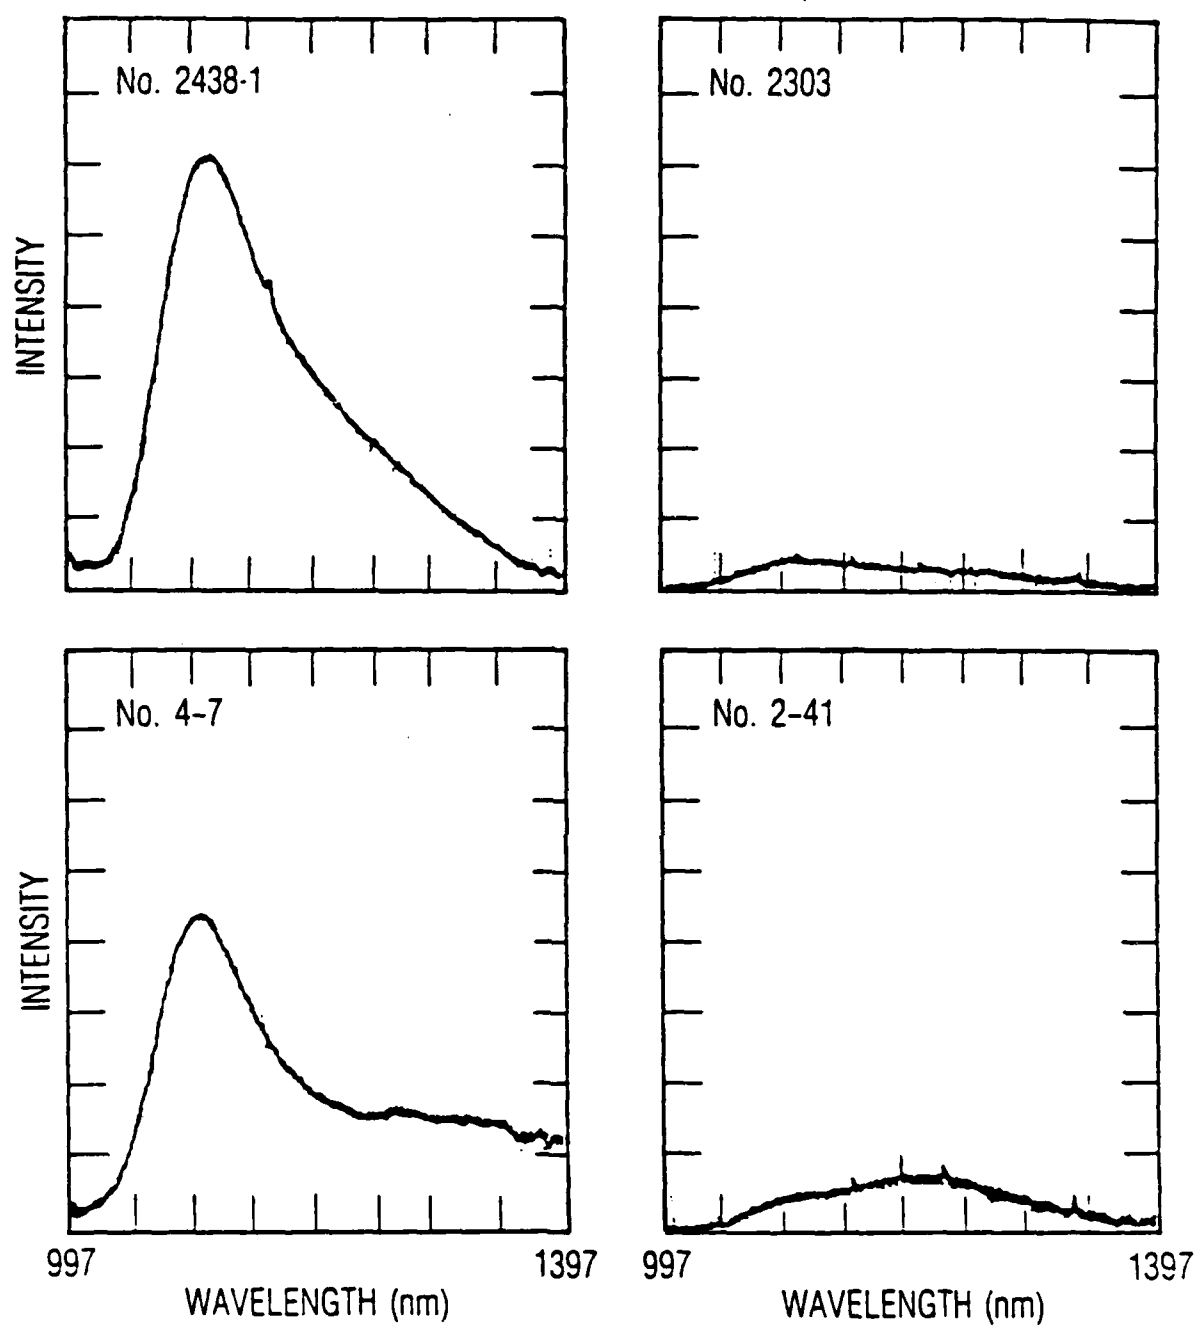 No. 2438-1
No. 2303
INTENSITY
No. 4-7
No. 2-41
INTENSITY
997 1397
997 1397
WAVELENGTH (nm)
WAVELENGTH (nm)